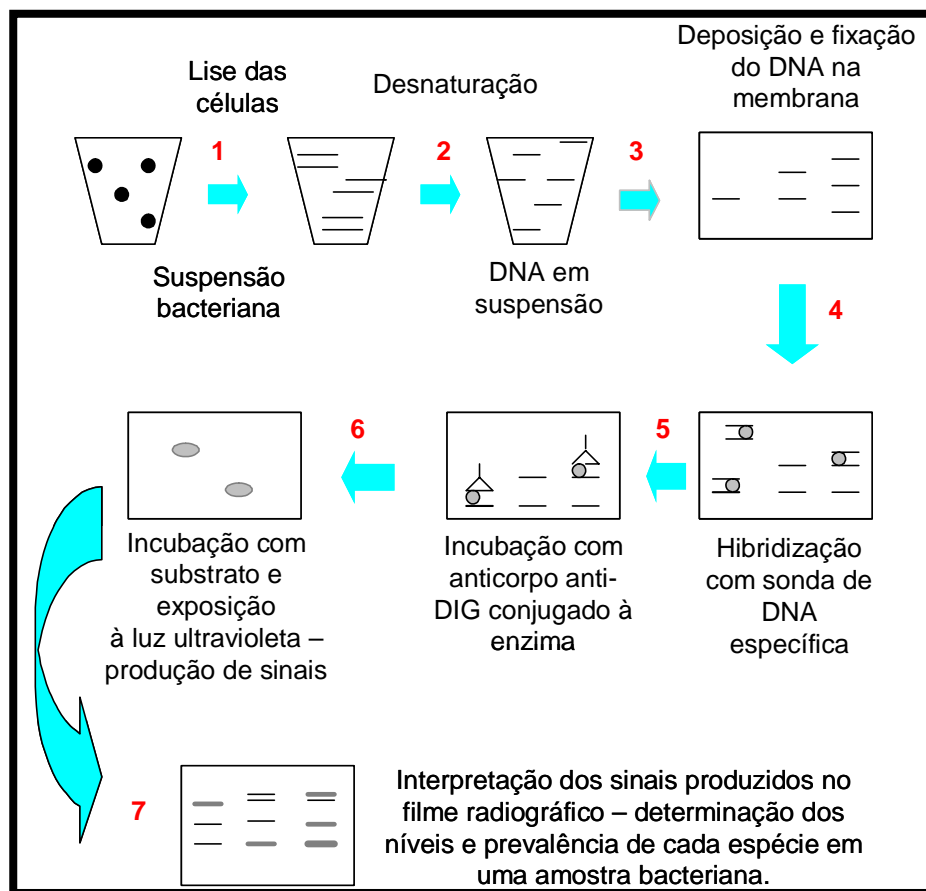 Lise das
células
Desnaturação
Deposição e fixação
do DNA na
membrana
1
2
3
Suspensão
bacteriana
DNA em
suspensão
4
6
5
Incubação com
substrato e
exposição
à luz ultravioleta –
produção de sinais
Incubação com
anticorpo anti-
DIG conjugado à
enzima
Hibridização
com sonda de
DNA
específica
7
Interpretação dos sinais produzidos no
filme radiográfico – determinação dos
níveis e prevalência de cada espécie em
uma amostra bacteriana.